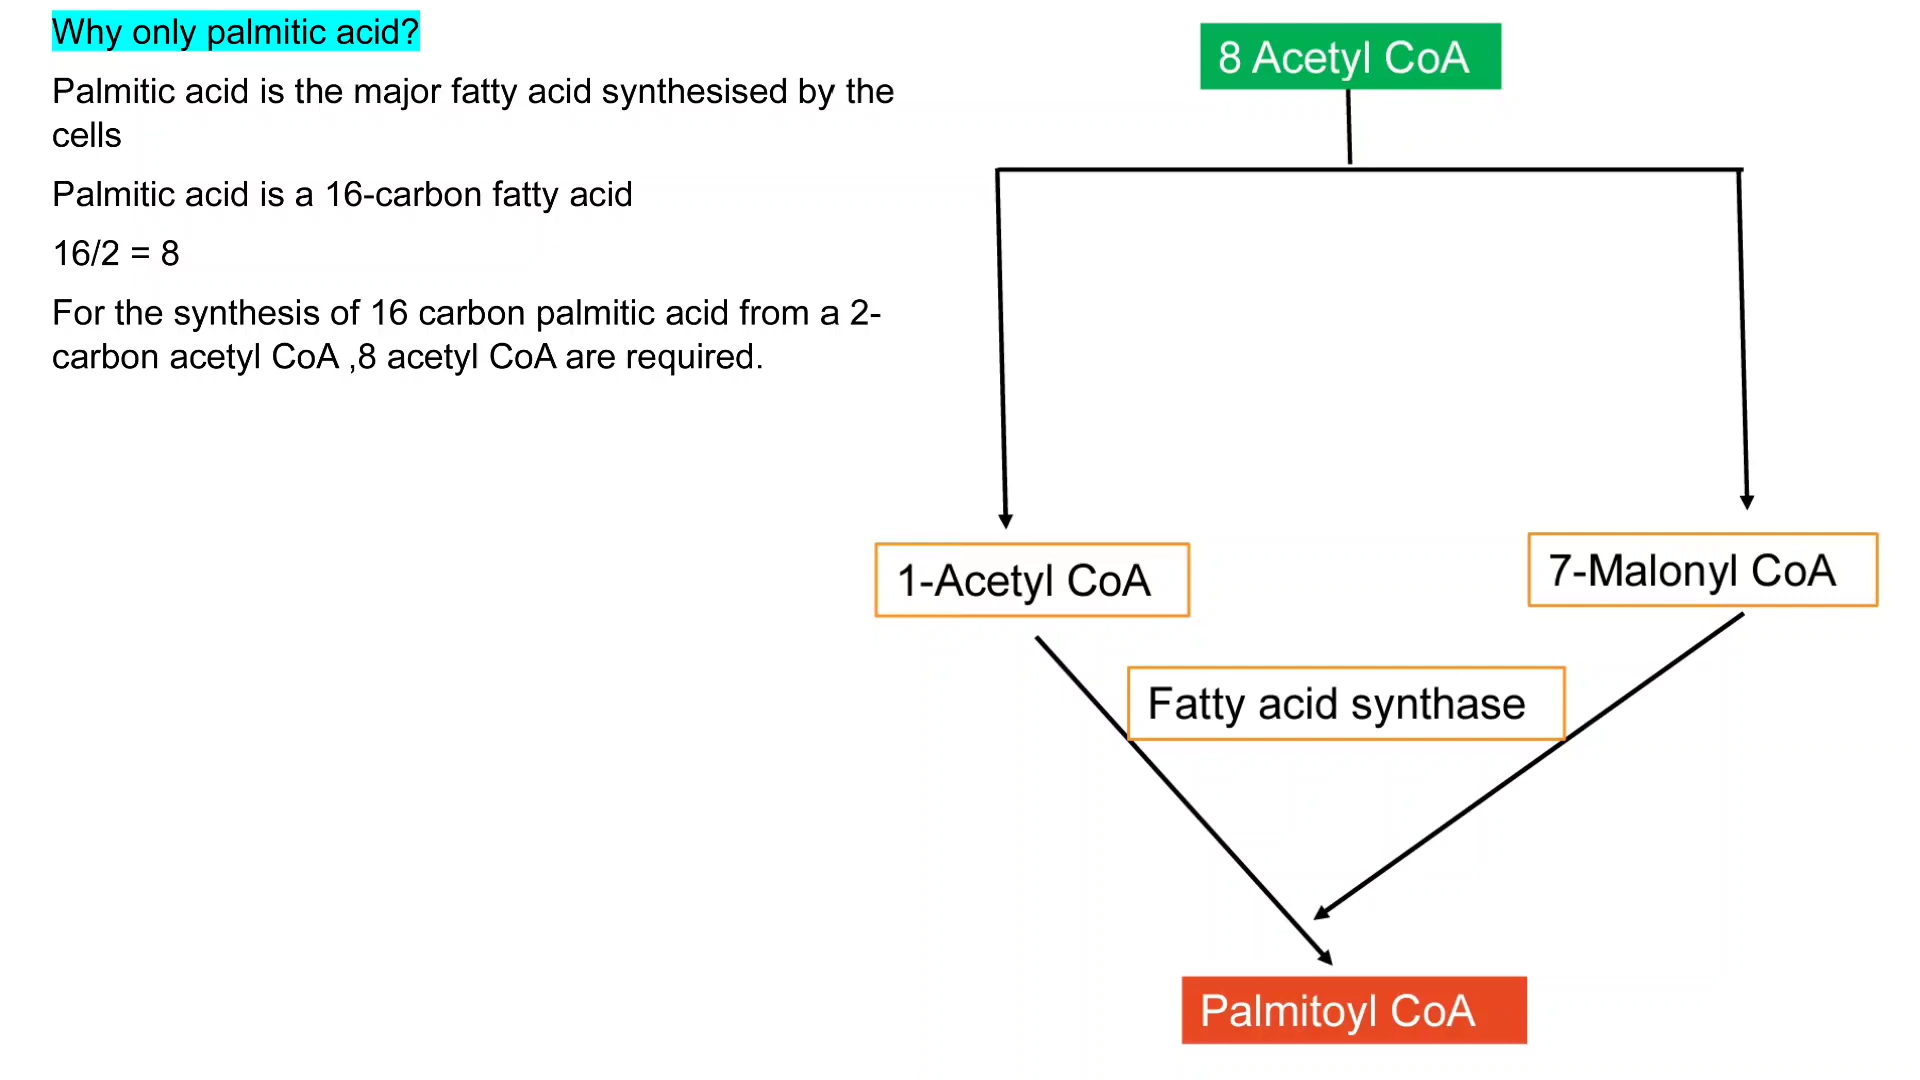 Why only palmitic acid?
Palmitic acid is the major fatty acid synthesised by the
cells
Palmitic acid is a 16-carbon fatty acid
16/2 = 8
For the synthesis of 16 carbon palmitic acid from a 2-
carbon acetyl CoA ,8 acetyl CoA are required.
8 Acetyl CoA
1-Acetyl CoA
7-Malonyl CoA
Fatty acid synthase
Palmitoyl CoA